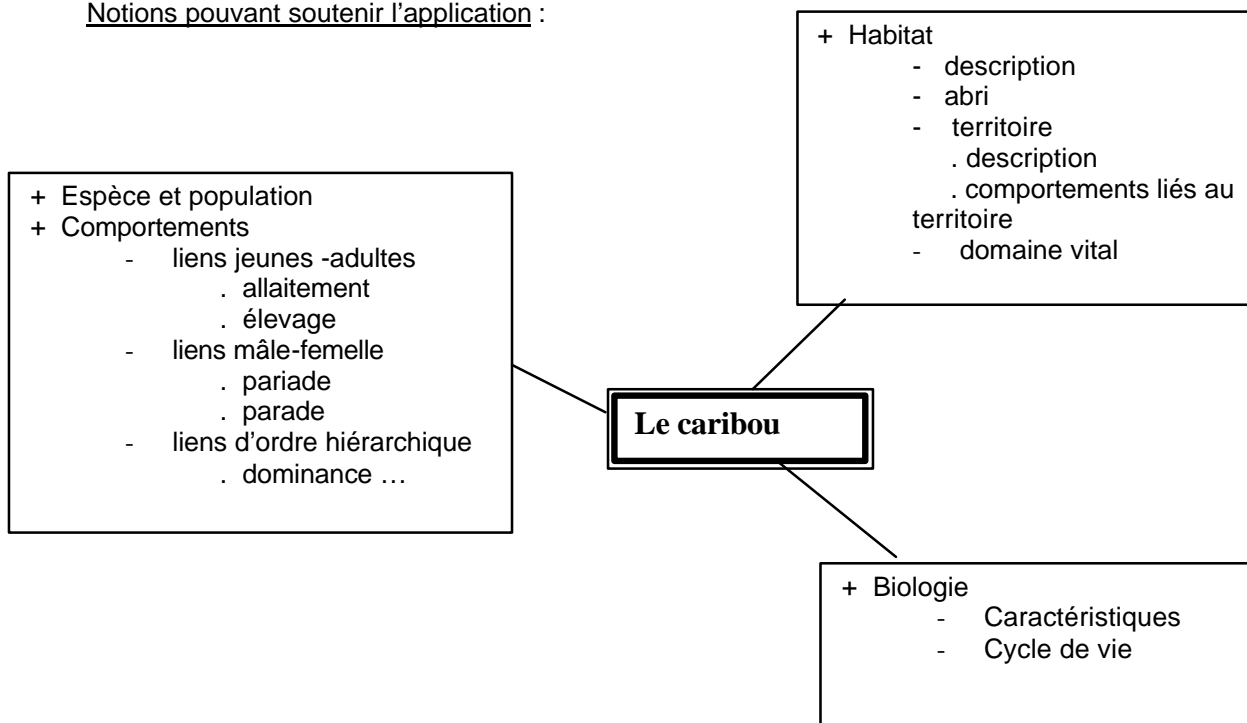 Notions pouvant soutenir l’application :
+ Habitat
- description
- abri
- territoire
. description
. comportements liés au
territoire
- domaine vital
+ Espèce et population
+ Comportements
- liens jeunes -adultes
. allaitement
. élevage
- liens mâle-femelle
. pariade
. parade
- liens d’ordre hiérarchique
. dominance …
Le caribou
+ Biologie
- Caractéristiques
- Cycle de vie